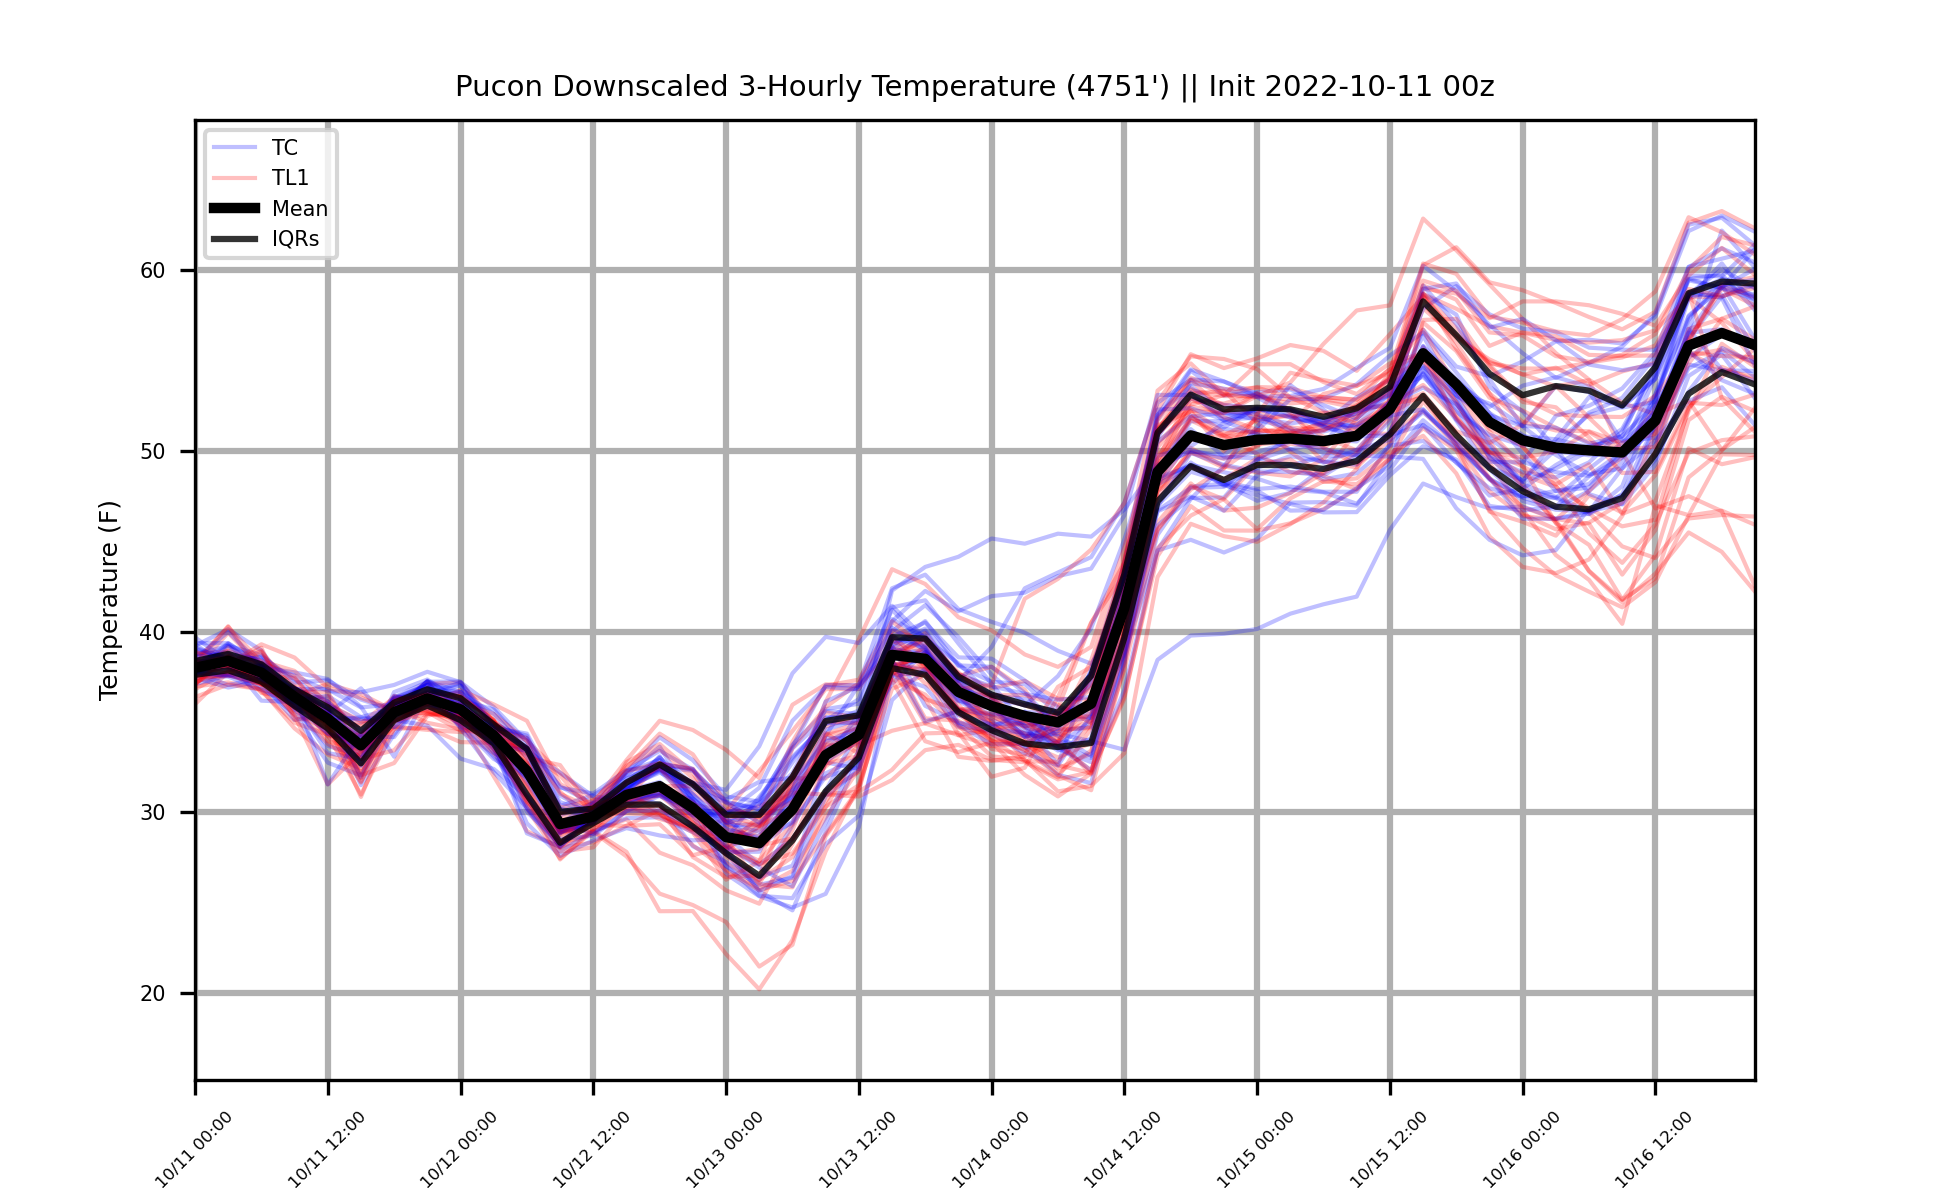 Pucon Downscaled 3-Hourly Temperature (4751') || Init 2022-10-11 00z
TC
TL1
Mean
IQRs
Temperature (F)
60
50
40
30
20
10/11 00:00
10/11 12:00
10/12 00:00
10/12 12:00
10/13 00:00
10/13 12:00
10/14 00:00
10/14 12:00
10/15 00:00
10/15 12:00
10/16 00:00
10/16 12:00